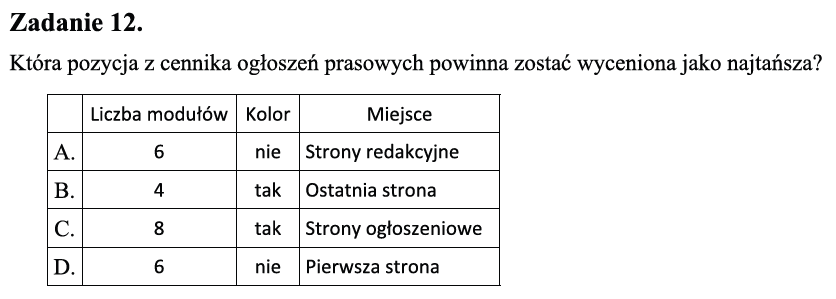 Zadanie 12.
Która pozycja z cennika ogłoszeń prasowych powinna zostać wyceniona jako najtańsza?
Liczba modułów Kolor Miejsce
A. 6 nie Strony redakcyjne
B. 4 tak Ostatnia strona
C. 8 tak Strony ogłoszeniowe
D. 6 nie Pierwsza strona